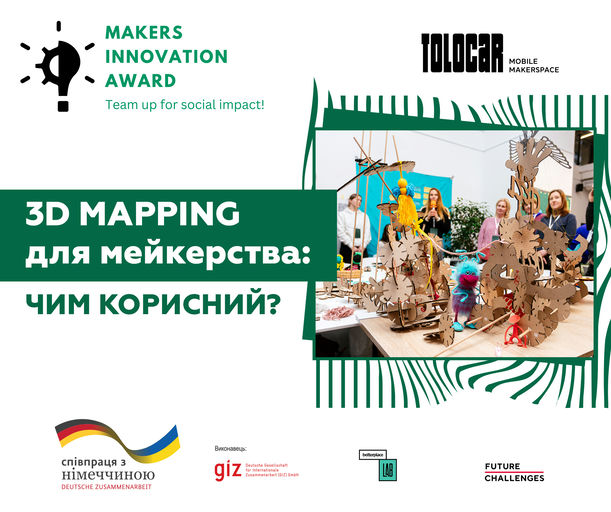 MAKERS
INNOVATION
AWARD
Team up for social impact!
TOLOCAR
MOBILE
MAKERSPACE
3D MAPPING
для мейкерства:
ЧИМ КОРИСНИЙ?
співпраця з
німеччиною
DEUTSCHE ZUSAMMENARBEIT
Виконавець:
giz
Deutsche Gesellschaft
für Internationale
Zusammenarbeit (GIZ) GmbH
betterplace
LAB
FUTURE
CHALLENGES